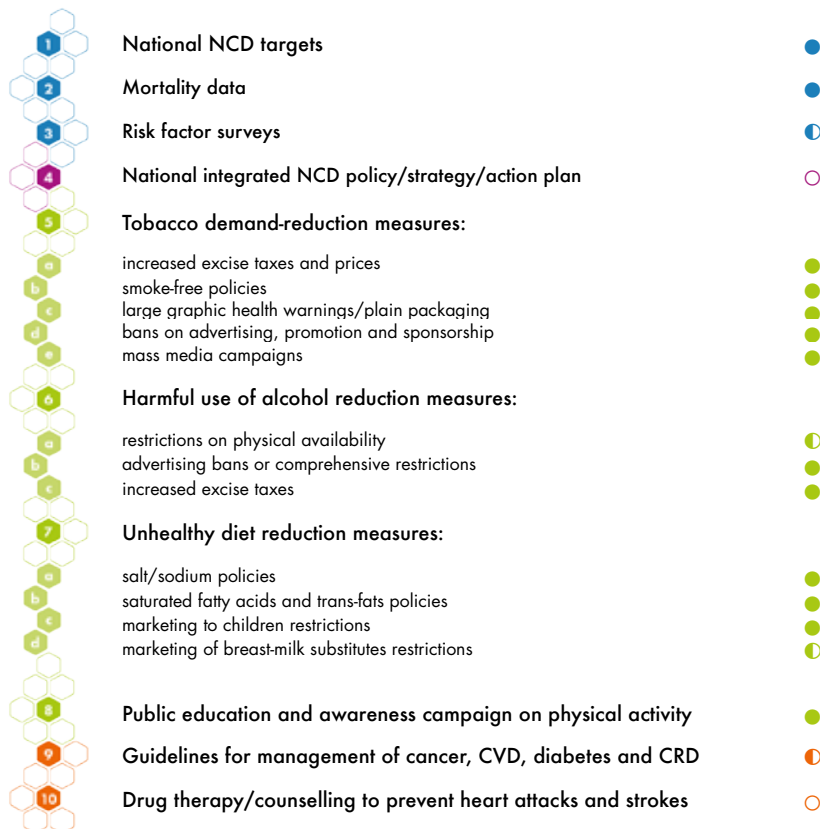 1 National NCD targets
2 Mortality data
3 Risk factor surveys
4 National integrated NCD policy/strategy/action plan
5 Tobacco demand-reduction measures:
a increased excise taxes and prices
b smoke-free policies
c large graphic health warnings/plain packaging
d bans on advertising, promotion and sponsorship
e mass media campaigns
6 Harmful use of alcohol reduction measures:
a restrictions on physical availability
b advertising bans or comprehensive restrictions
c increased excise taxes
7 Unhealthy diet reduction measures:
a salt/sodium policies
b saturated fatty acids and trans-fats policies
c marketing to children restrictions
d marketing of breast-milk substitutes restrictions
8 Public education and awareness campaign on physical activity
9 Guidelines for management of cancer, CVD, diabetes and CRD
10 Drug therapy/counselling to prevent heart attacks and strokes